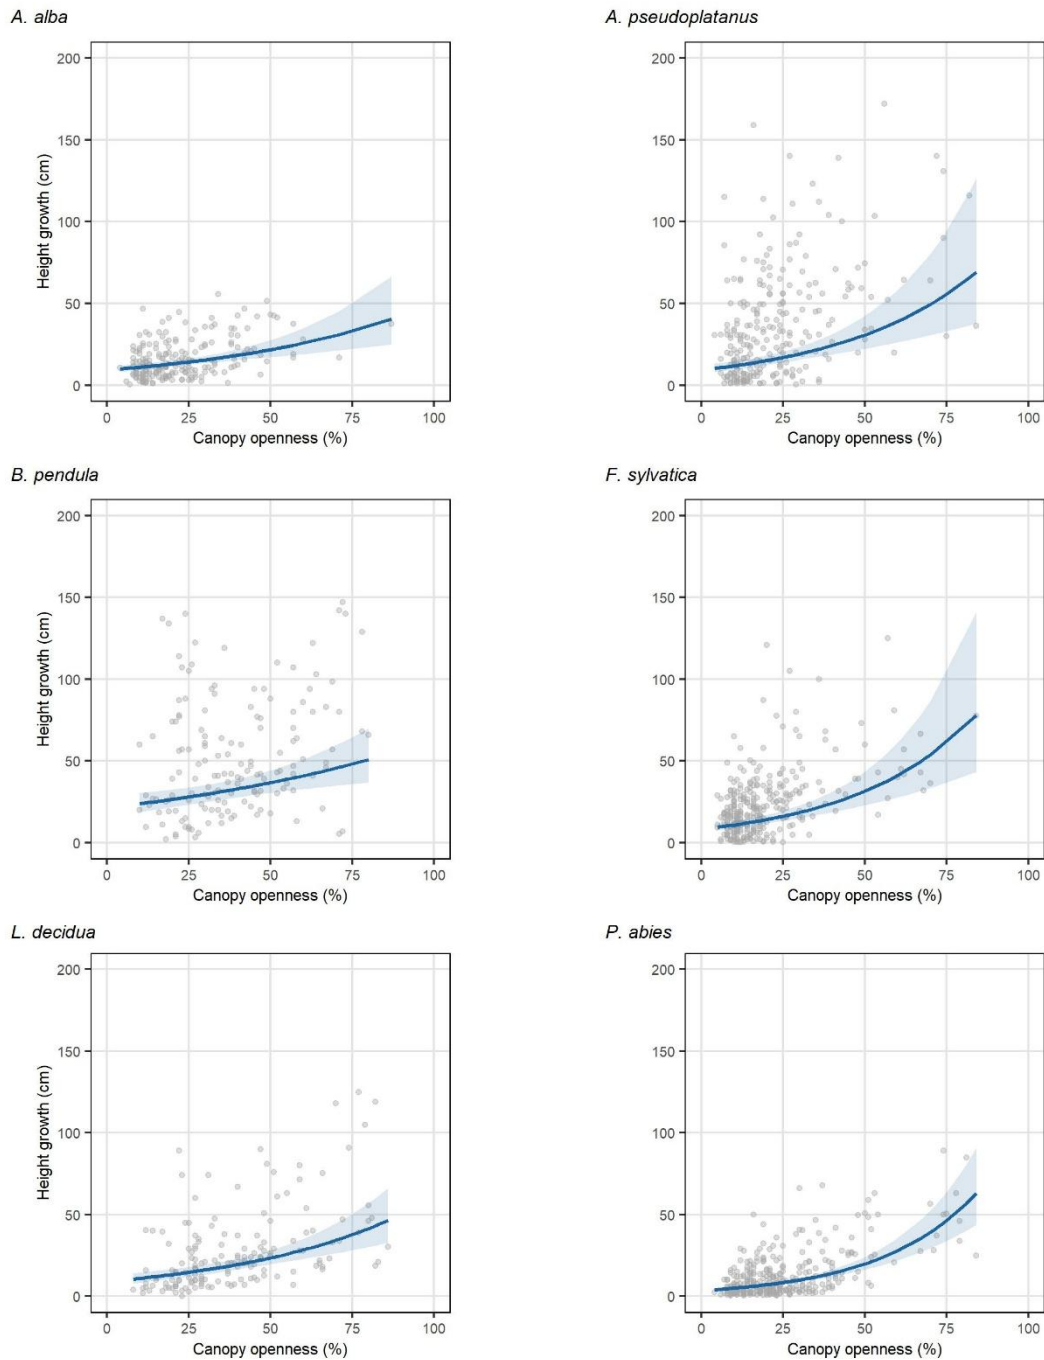 A. alba
200
150
100
50
0
Height growth (cm)
0 25 50 75 100
Canopy openness (%)
A. pseudoplatanus
200
150
100
50
0
0 25 50 75 100
Canopy openness (%)
B. pendula
200
150
100
50
0
Height growth (cm)
0 25 50 75 100
Canopy openness (%)
F. sylvatica
200
150
100
50
0
0 25 50 75 100
Canopy openness (%)
L. decidua
200
150
100
50
0
Height growth (cm)
0 25 50 75 100
Canopy openness (%)
P. abies
200
150
100
50
0
0 25 50 75 100
Canopy openness (%)